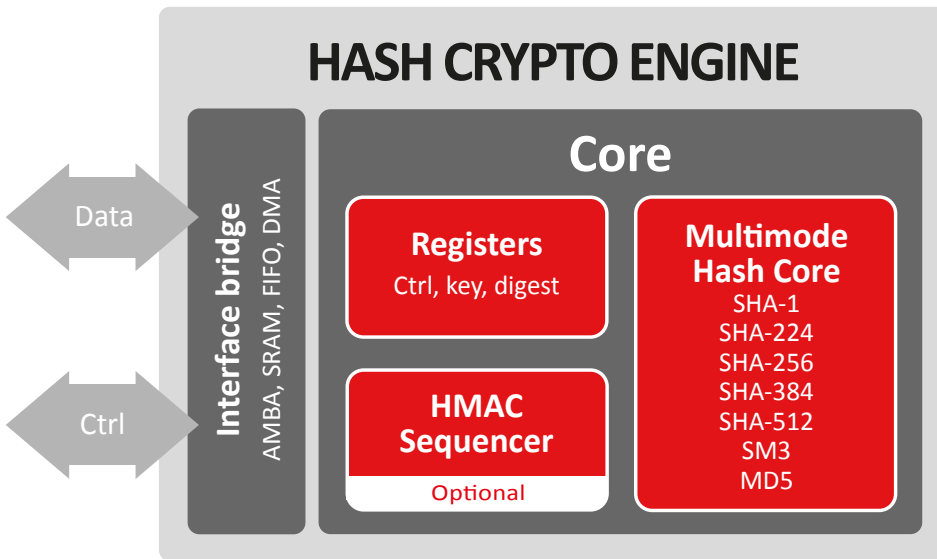 HASH CRYPTO ENGINE
Data
Ctrl
Interface bridge
AMBA, SRAM, FIFO, DMA
Core
Registers
Ctrl, key, digest
HMAC
Sequencer
Optional
Multimode
Hash Core
SHA-1
SHA-224
SHA-256
SHA-384
SHA-512
SM3
MD5